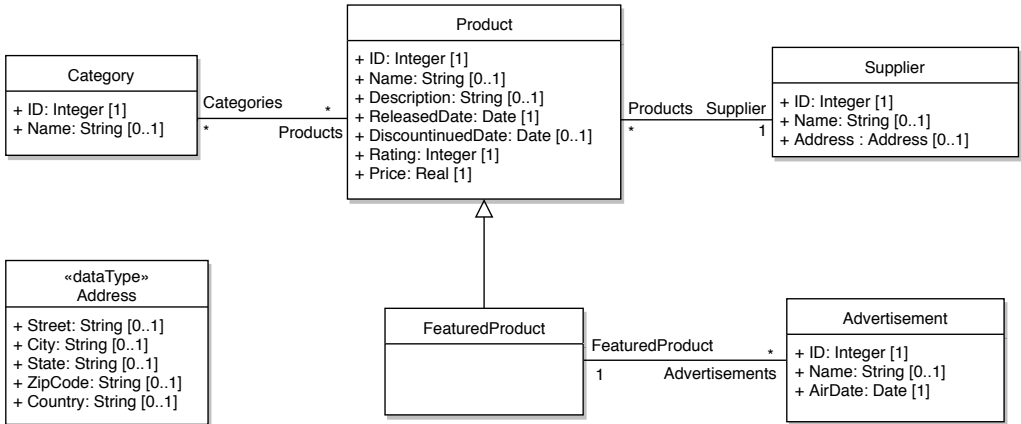 Product
+ ID: Integer [1]
+ Name: String [0..1]
+ Description: String [0..1]
+ ReleasedDate: Date [1]
+ DiscountinuedDate: Date [0..1]
+ Rating: Integer [1]
+ Price: Real [1]
Category
+ ID: Integer [1]
+ Name: String [0..1]
Categories
*
*
Products
Supplier
+ ID: Integer [1]
+ Name: String [0..1]
+ Address : Address [0..1]
Products Supplier
* 1
«dataType»
Address
+ Street: String [0..1]
+ City: String [0..1]
+ State: String [0..1]
+ ZipCode: String [0..1]
+ Country: String [0..1]
FeaturedProduct
FeaturedProduct *
1 Advertisements
Advertisement
+ ID: Integer [1]
+ Name: String [0..1]
+ AirDate: Date [1]